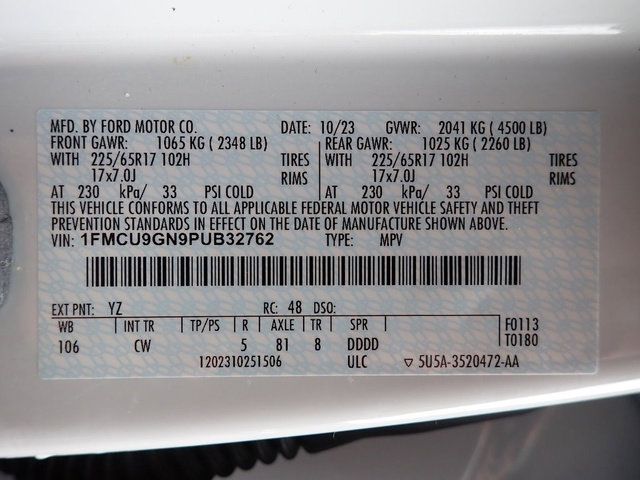 MFD. BY FORD MOTOR CO. DATE: 10/23 GVWR: 2041 KG ( 4500 LB)
FRONT GAWR: 1065 KG ( 2348 LB) REAR GAWR: 1025 KG ( 2260 LB)
WITH 225/65R17 102H TIRES WITH 225/65R17 102H TIRES
17x7.0J RIMS 17x7.0J RIMS
AT 230 kPa/ 33 PSI COLD AT 230 kPa/ 33 PSI COLD
THIS VEHICLE CONFORMS TO ALL APPLICABLE FEDERAL MOTOR VEHICLE SAFETY AND THEFT
PREVENTION STANDARDS IN EFFECT ON THE DATE OF MANUFACTURE SHOWN ABOVE.
VIN: 1FMCU9GN9PUB32762 TYPE: MPV
EXT PNT: YZ RC: 48 DSO:
WB INT TR TP/PS R AXLE TR SPR F0113
106 CW 5 81 8 DDDD T0180
1202310251506 ULC ▽ 5U5A-3520472-AA